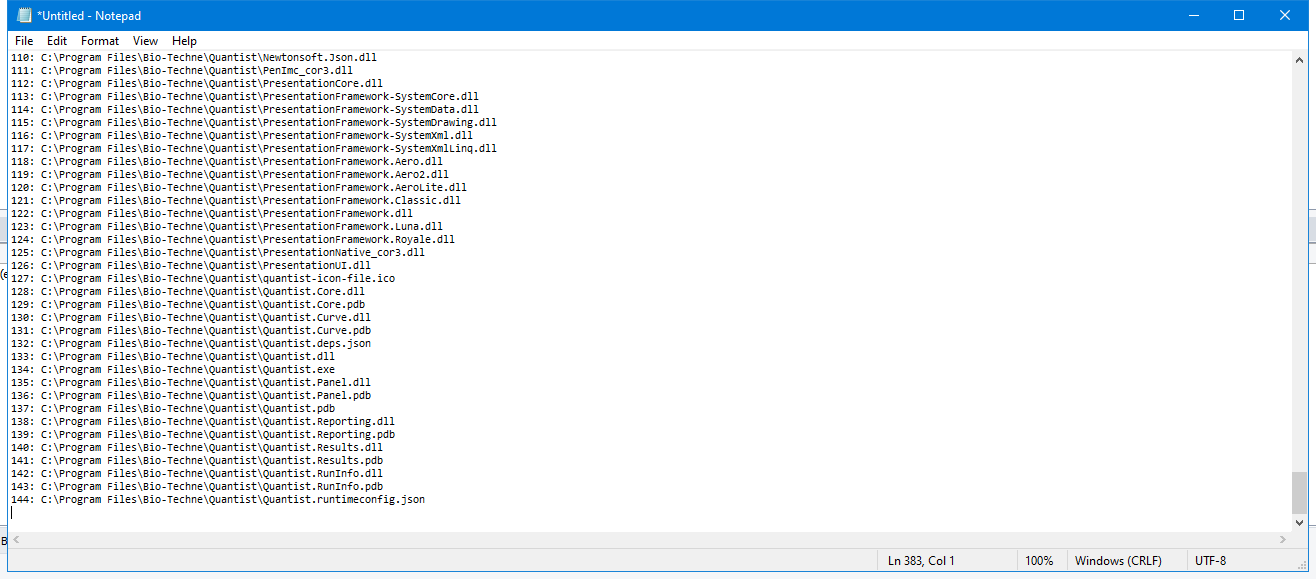 *Untitled - Notepad
File Edit Format View Help
110: C:\Program Files\Bio-Techne\Quantist\Newtonsoft.Json.dll
111: C:\Program Files\Bio-Techne\Quantist\PenImc_cor3.dll
112: C:\Program Files\Bio-Techne\Quantist\PresentationCore.dll
113: C:\Program Files\Bio-Techne\Quantist\PresentationFramework-SystemCore.dll
114: C:\Program Files\Bio-Techne\Quantist\PresentationFramework-SystemData.dll
115: C:\Program Files\Bio-Techne\Quantist\PresentationFramework-SystemDrawing.dll
116: C:\Program Files\Bio-Techne\Quantist\PresentationFramework-SystemXml.dll
117: C:\Program Files\Bio-Techne\Quantist\PresentationFramework-SystemXmlLinq.dll
118: C:\Program Files\Bio-Techne\Quantist\PresentationFramework.Aero.dll
119: C:\Program Files\Bio-Techne\Quantist\PresentationFramework.Aero2.dll
120: C:\Program Files\Bio-Techne\Quantist\PresentationFramework.AeroLite.dll
121: C:\Program Files\Bio-Techne\Quantist\PresentationFramework.Classic.dll
122: C:\Program Files\Bio-Techne\Quantist\PresentationFramework.dll
123: C:\Program Files\Bio-Techne\Quantist\PresentationFramework.Luna.dll
124: C:\Program Files\Bio-Techne\Quantist\PresentationFramework.Royale.dll
125: C:\Program Files\Bio-Techne\Quantist\PresentationNative_cor3.dll
126: C:\Program Files\Bio-Techne\Quantist\PresentationUI.dll
127: C:\Program Files\Bio-Techne\Quantist\quantist-icon-file.ico
128: C:\Program Files\Bio-Techne\Quantist\Quantist.Core.dll
129: C:\Program Files\Bio-Techne\Quantist\Quantist.Core.pdb
130: C:\Program Files\Bio-Techne\Quantist\Quantist.Curve.dll
131: C:\Program Files\Bio-Techne\Quantist\Quantist.Curve.pdb
132: C:\Program Files\Bio-Techne\Quantist\Quantist.deps.json
133: C:\Program Files\Bio-Techne\Quantist\Quantist.dll
134: C:\Program Files\Bio-Techne\Quantist\Quantist.exe
135: C:\Program Files\Bio-Techne\Quantist\Quantist.Panel.dll
136: C:\Program Files\Bio-Techne\Quantist\Quantist.Panel.pdb
137: C:\Program Files\Bio-Techne\Quantist\Quantist.pdb
138: C:\Program Files\Bio-Techne\Quantist\Quantist.Reporting.dll
139: C:\Program Files\Bio-Techne\Quantist\Quantist.Reporting.pdb
140: C:\Program Files\Bio-Techne\Quantist\Quantist.Results.dll
141: C:\Program Files\Bio-Techne\Quantist\Quantist.Results.pdb
142: C:\Program Files\Bio-Techne\Quantist\Quantist.RunInfo.dll
143: C:\Program Files\Bio-Techne\Quantist\Quantist.RunInfo.pdb
144: C:\Program Files\Bio-Techne\Quantist\Quantist.runtimeconfig.json
Ln 383, Col 1 100% Windows (CRLF) UTF-8